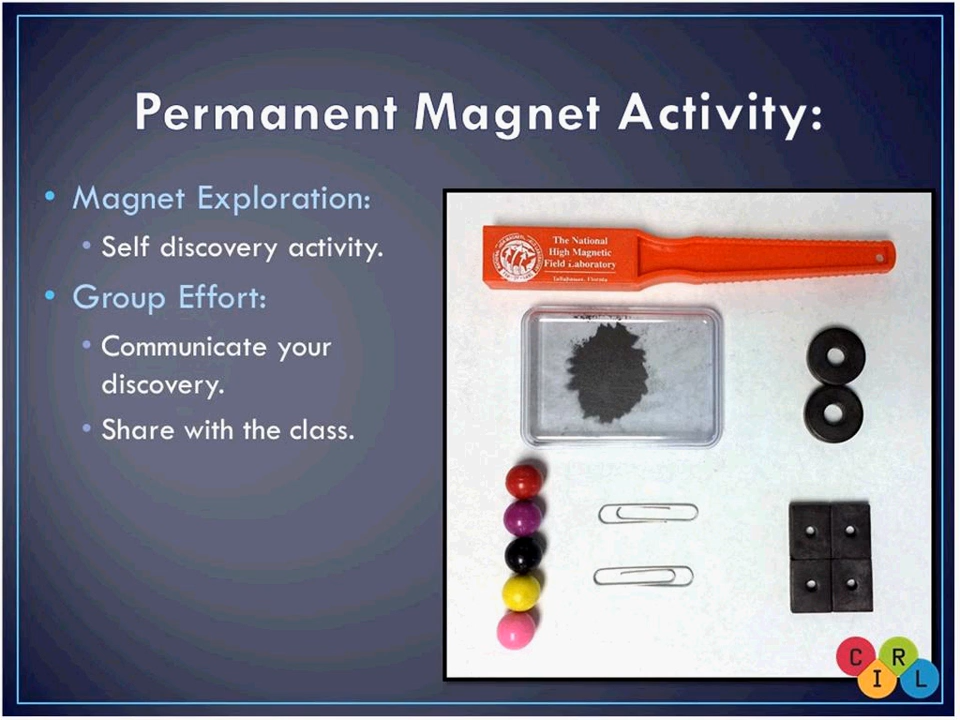 Permanent Magnet Activity:
• Magnet Exploration:
• Self discovery activity.
• Group Effort:
• Communicate your
discovery.
• Share with the class.
The National
High Magnetic
Field Laboratory
Tallahassee, Florida
C R
I L